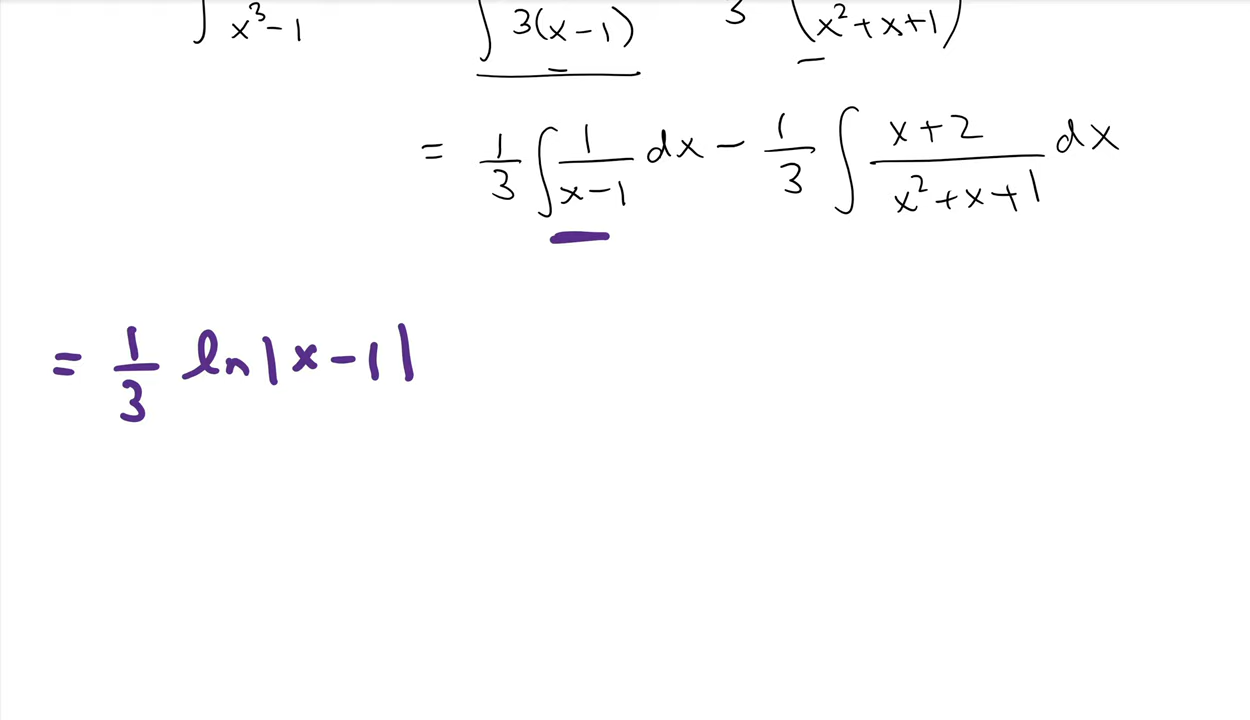 ∫ x³−1 ∫ 3(x−1) 3 (x²+x+1)
= 1/3 ∫ 1/(x−1) dx − 1/3 ∫ (x+2)/(x²+x+1) dx
= 1/3 ln|x−1|